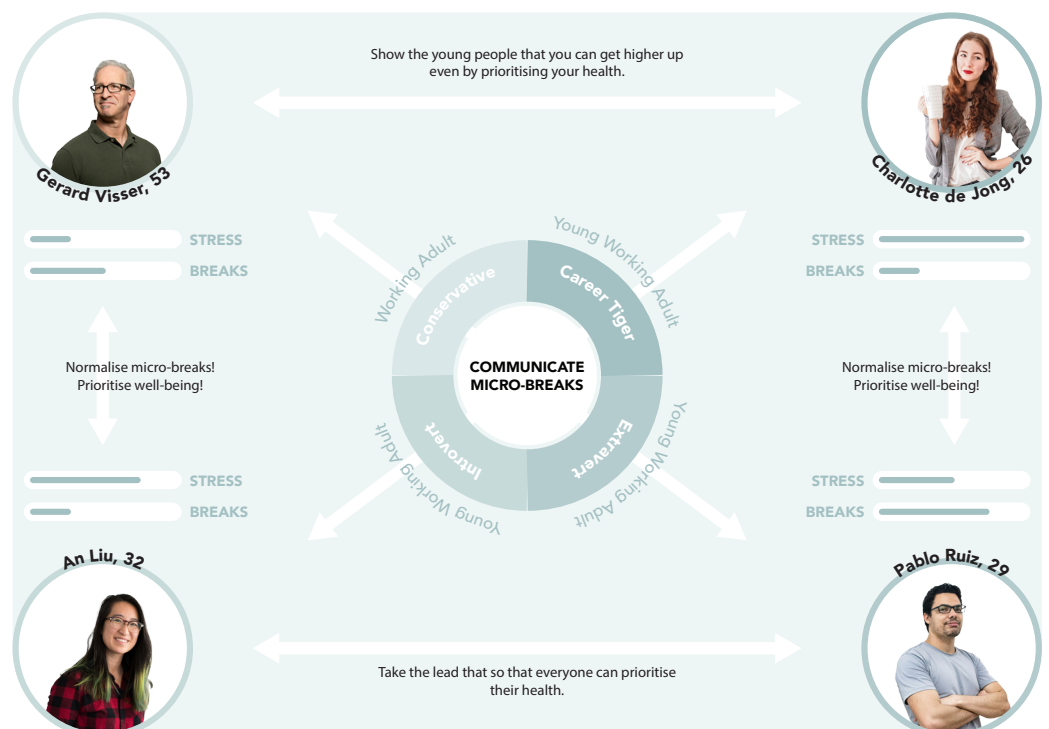 Show the young people that you can get higher up
even by prioritising your health.
Gerard Visser, 53
Charlotte de Jong, 26
STRESS
BREAKS
STRESS
BREAKS
Working Adult
Conservative
Young Working Adult
Career Tiger
COMMUNICATE
MICRO-BREAKS
Normalise micro-breaks!
Prioritise well-being!
Normalise micro-breaks!
Prioritise well-being!
Young Working Adult
Introvert
Young Working Adult
Extravert
STRESS
BREAKS
STRESS
BREAKS
An Liu, 32
Pablo Ruiz, 29
Take the lead that so that everyone can prioritise
their health.